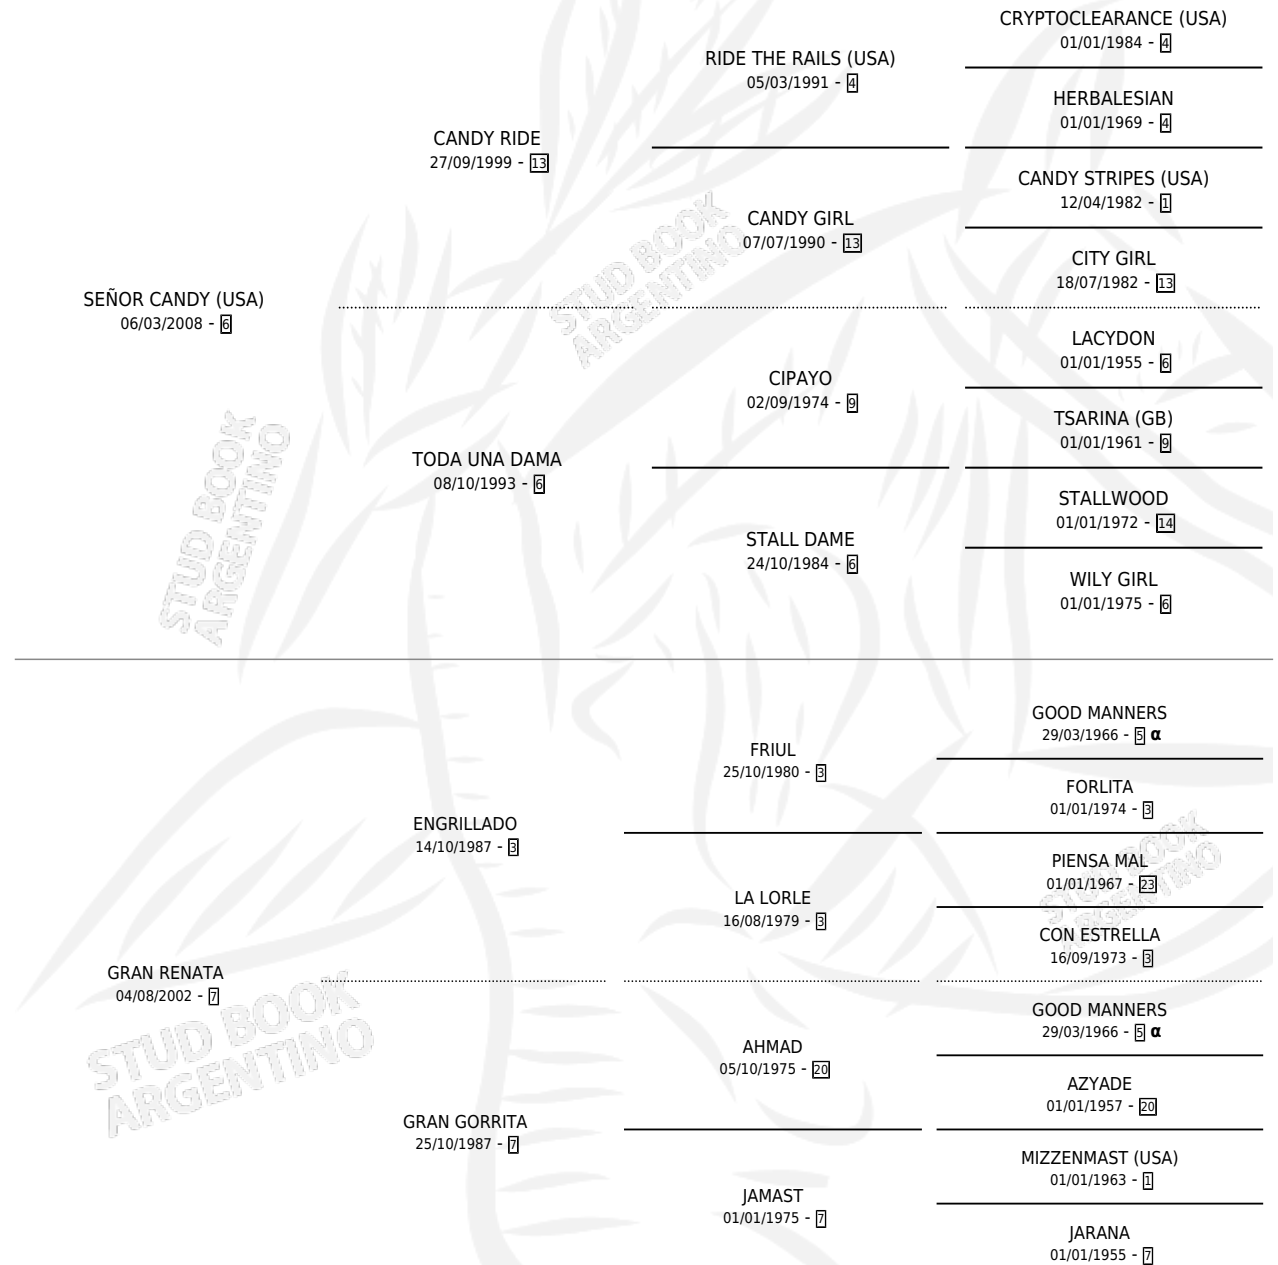 CRYPTOCLEARANCE (USA)
01/01/1984 - 4
RIDE THE RAILS (USA)
05/03/1991 - 4
HERBALESIAN
01/01/1969 - 4
CANDY RIDE
27/09/1999 - 13
CANDY STRIPES (USA)
12/04/1982 - 1
CANDY GIRL
07/07/1990 - 13
CITY GIRL
18/07/1982 - 13
SEÑOR CANDY (USA)
06/03/2008 - 6
STUD BOOK
ARGENTINO
LACYDON
01/01/1955 - 6
CIPAYO
02/09/1974 - 9
TSARINA (GB)
01/01/1961 - 9
TODA UNA DAMA
08/10/1993 - 6
STALLWOOD
01/01/1972 - 14
STALL DAME
24/10/1984 - 6
WILY GIRL
01/01/1975 - 6
STUD BOOK
ARGENTINO
GOOD MANNERS
29/03/1966 - 5 α
FRIUL
25/10/1980 - 3
FORLITA
01/01/1974 - 3
ENGRILLADO
14/10/1987 - 3
PIENSA MAL
01/01/1967 - 23
LA LORLE
16/08/1979 - 3
CON ESTRELLA
16/09/1973 - 3
STUD BOOK
ARGENTINO
GRAN RENATA
04/08/2002 - 7
STUD BOOK
ARGENTINO
GOOD MANNERS
29/03/1966 - 5 α
AHMAD
05/10/1975 - 20
AZYADE
01/01/1957 - 20
GRAN GORRITA
25/10/1987 - 7
MIZZENMAST (USA)
01/01/1963 - 1
JAMAST
01/01/1975 - 7
JARANA
01/01/1955 - 7